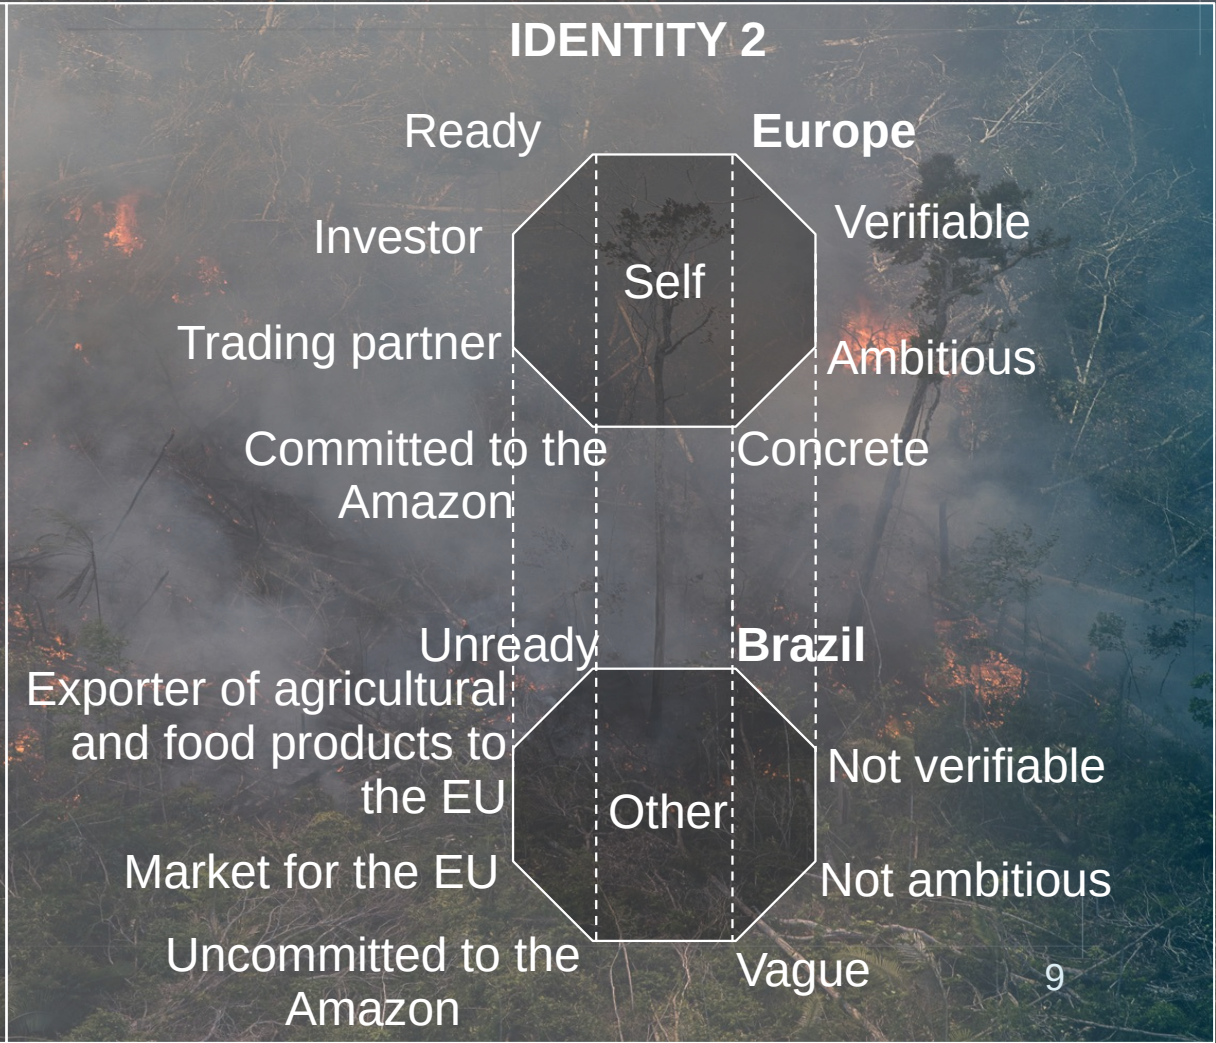 IDENTITY 2
Ready
Europe
Investor
Verifiable
Self
Trading partner
Ambitious
Committed to the
Amazon
Concrete
Unready
Brazil
Exporter of agricultural
and food products to
the EU
Not verifiable
Other
Market for the EU
Not ambitious
Uncommitted to the
Amazon
Vague
9